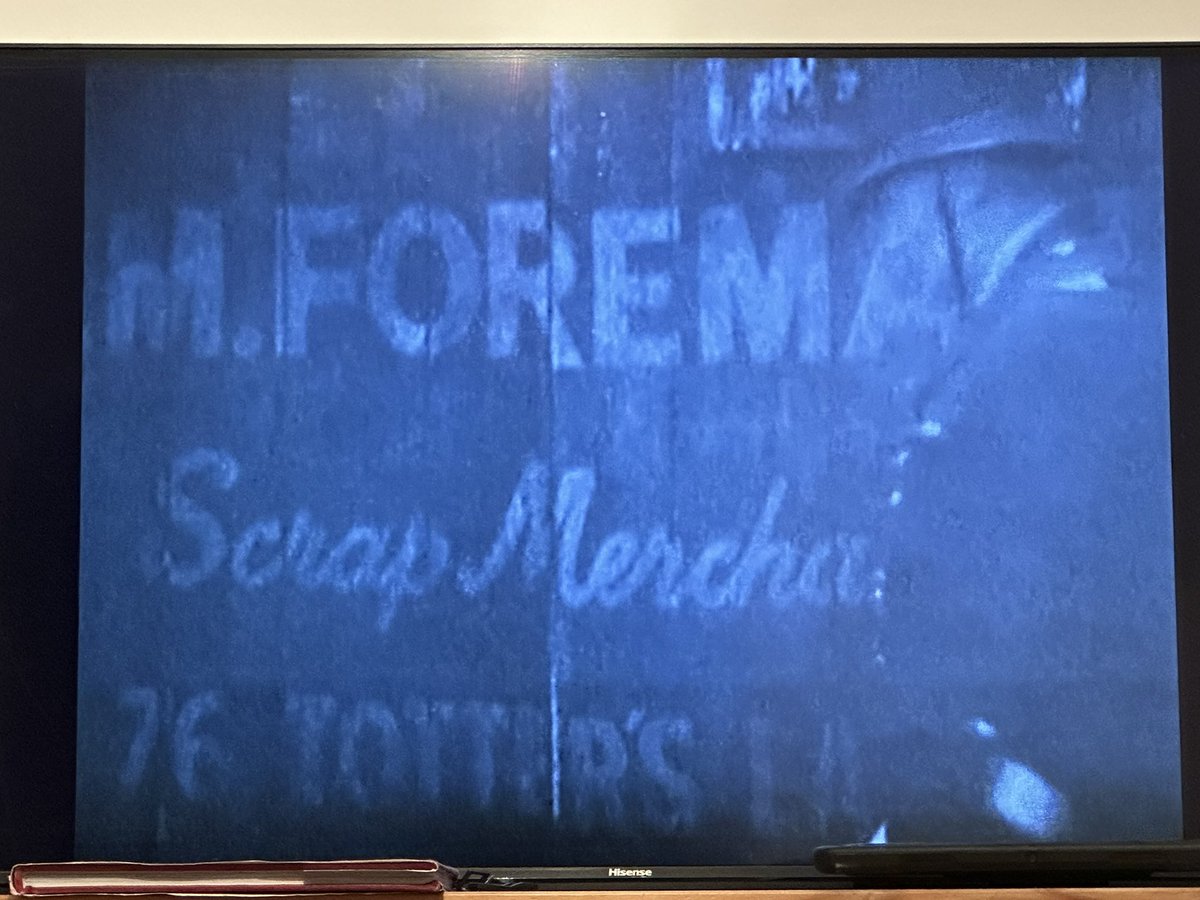 M.FOREMA
Scrap Mercha
76 TOTTER'S L
Hisense